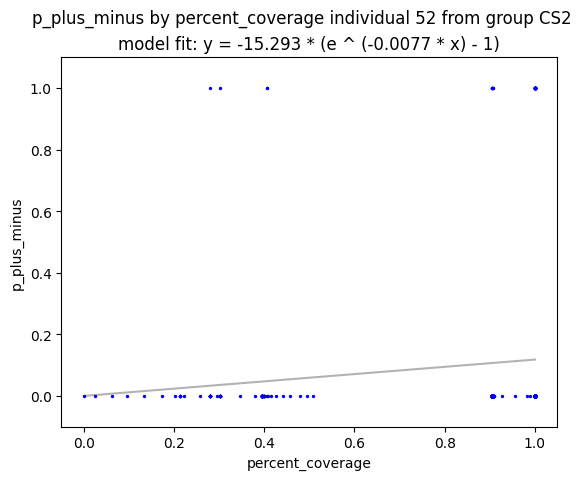 p_plus_minus by percent_coverage individual 52 from group CS2
model fit: y = -15.293 * (e ^ (-0.0077 * x) - 1)
1.0
0.8
0.6
0.4
0.2
0.0
p_plus_minus
0.0 0.2 0.4 0.6 0.8 1.0
percent_coverage